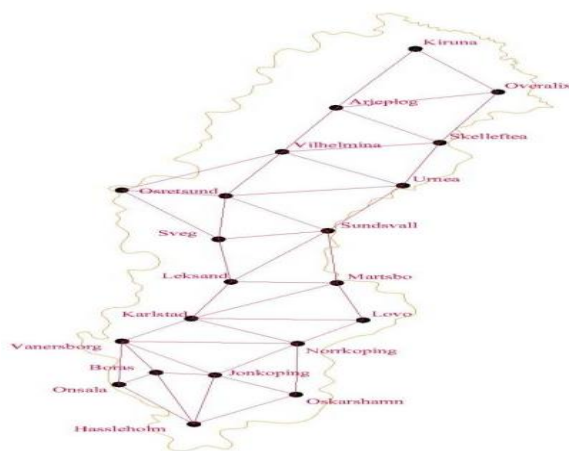 Kiruna
Overalix
Arjeplog
Skelleftea
Vilhelmina
Umea
Ostretsund
Sundsvall
Sveg
Leksand
Martsbo
Karlstad
Lovo
Vanersborg
Norrkoping
Boras
Jonkoping
Onsala
Oskarshamn
Hassleholm